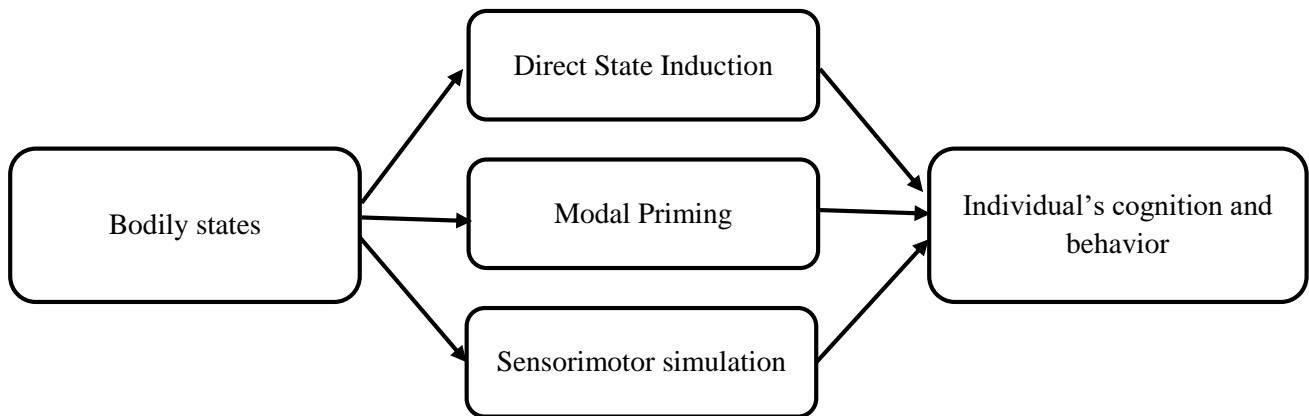 Direct State Induction
Bodily states
Modal Priming
Individual’s cognition and
behavior
Sensorimotor simulation